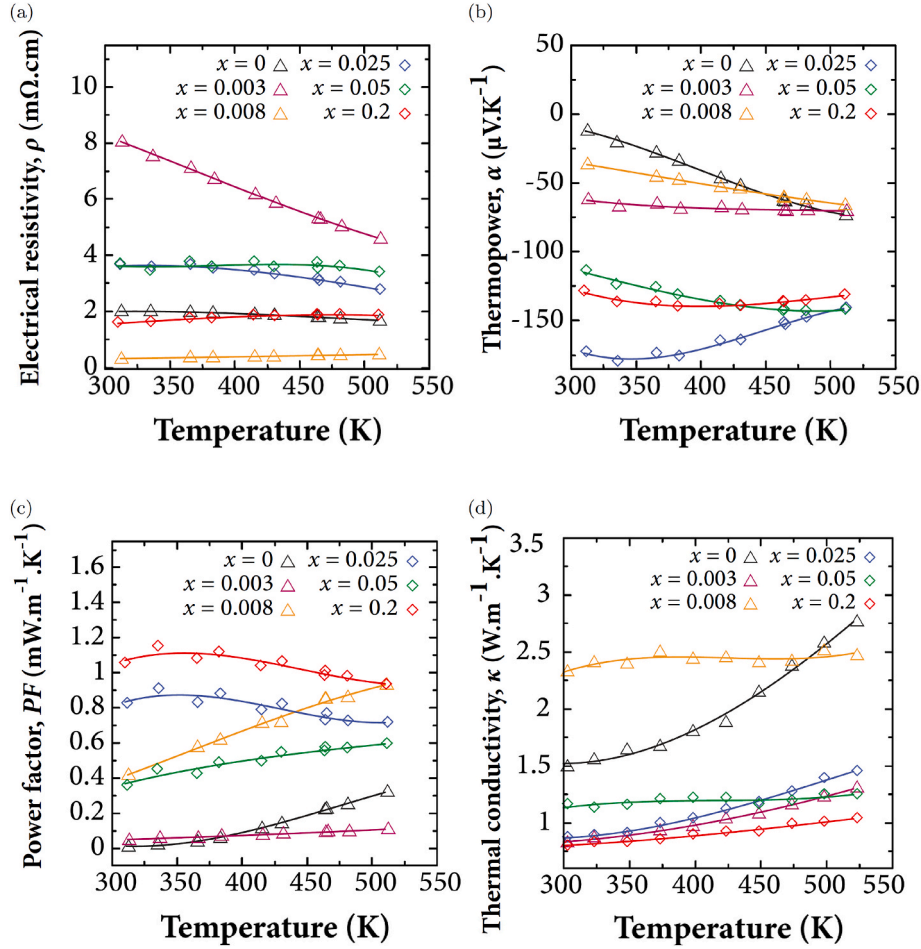 (a)
Electrical resistivity, ρ (mΩ.cm)
10
8
6
4
2
0
x = 0
x = 0.003
x = 0.008
x = 0.025
x = 0.05
x = 0.2
300 350 400 450 500 550
Temperature (K)
(b)
Thermopower, α (μV.K⁻¹)
50
0
-50
-100
-150
x = 0
x = 0.003
x = 0.008
x = 0.025
x = 0.05
x = 0.2
300 350 400 450 500 550
Temperature (K)
(c)
Power factor, PF (mW.m⁻¹.K⁻¹)
1.6
1.4
1.2
1
0.8
0.6
0.4
0.2
0
x = 0
x = 0.003
x = 0.008
x = 0.025
x = 0.05
x = 0.2
300 350 400 450 500 550
Temperature (K)
(d)
Thermal conductivity, κ (W.m⁻¹.K⁻¹)
3.5
3
2.5
2
1.5
1
0.5
x = 0
x = 0.003
x = 0.008
x = 0.025
x = 0.05
x = 0.2
300 350 400 450 500 550
Temperature (K)